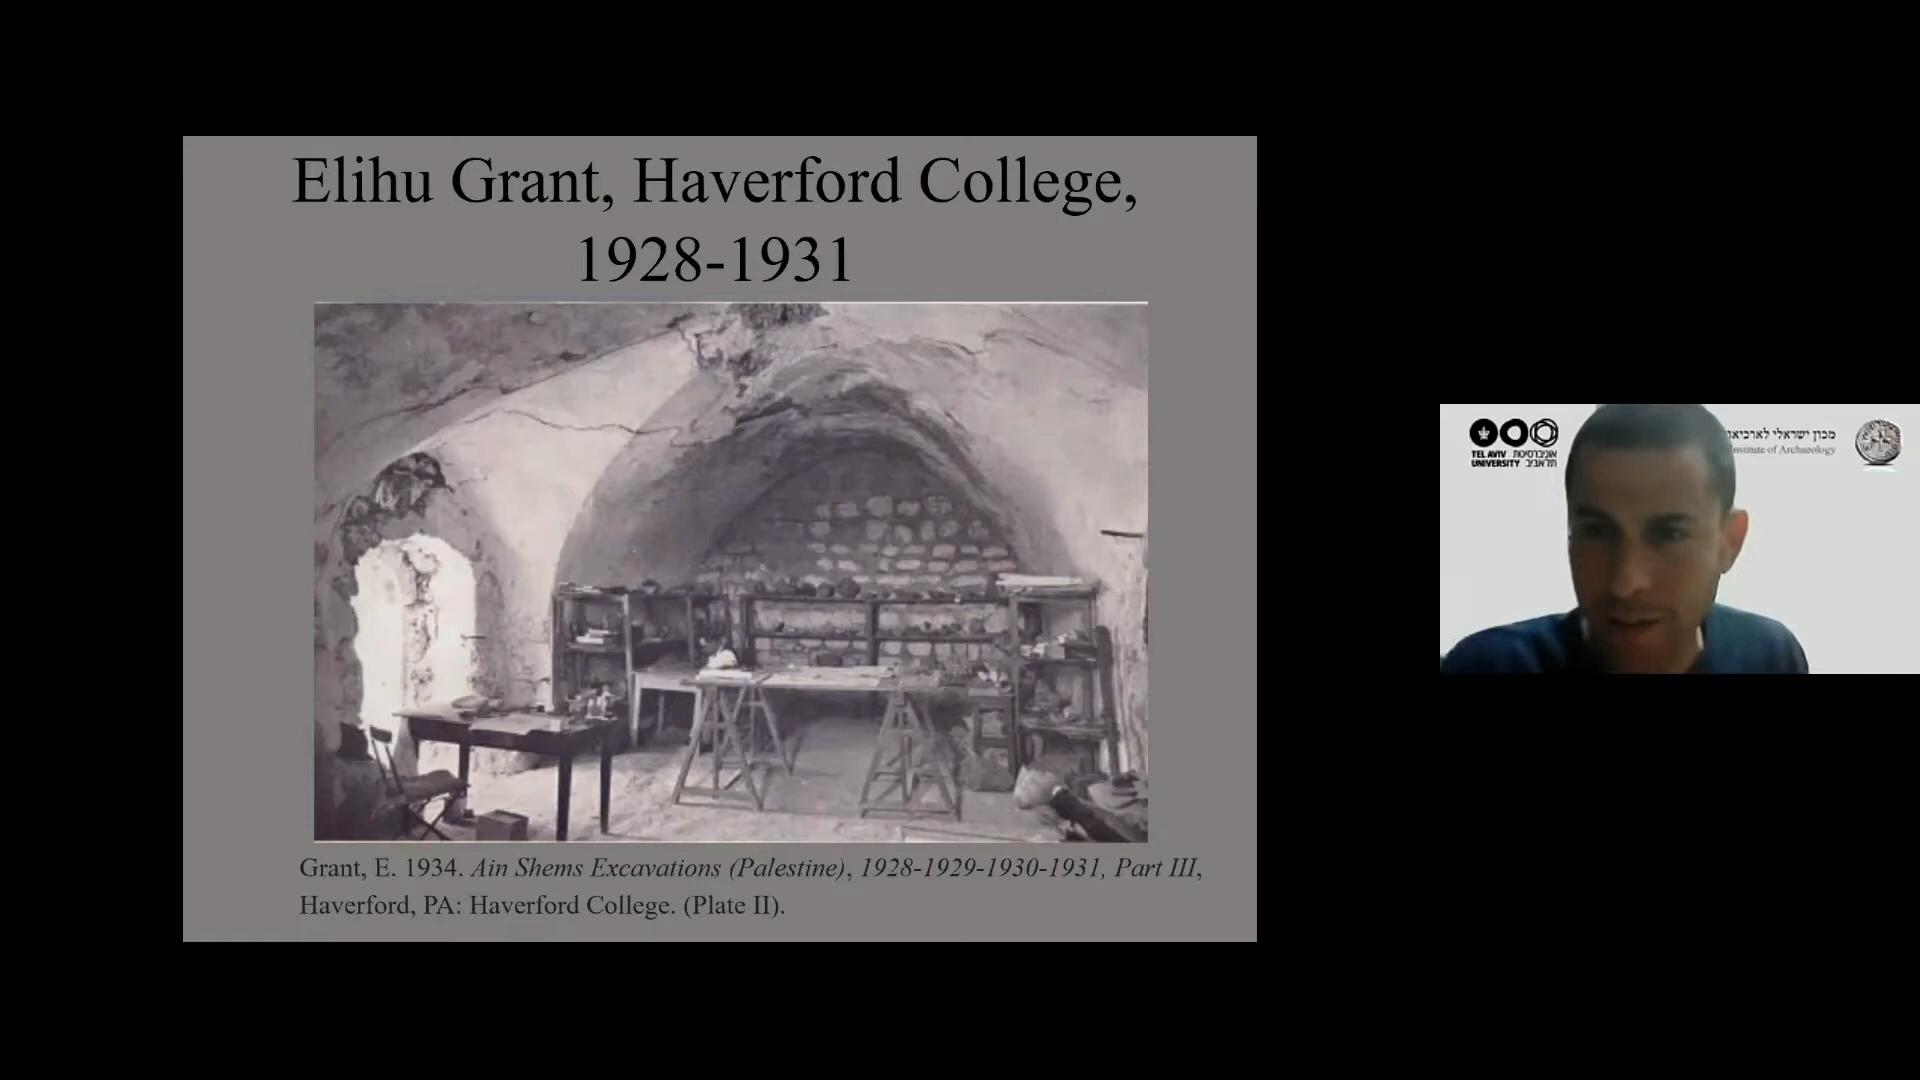 Elihu Grant, Haverford College,
1928-1931
Grant, E. 1934. Ain Shems Excavations (Palestine), 1928-1929-1930-1931, Part III,
Haverford, PA: Haverford College. (Plate II).
TEL AVIV אוניברסיטת
UNIVERSITY תל אביב
מכון ישראלי לארכיאו
Institute of Archaeology